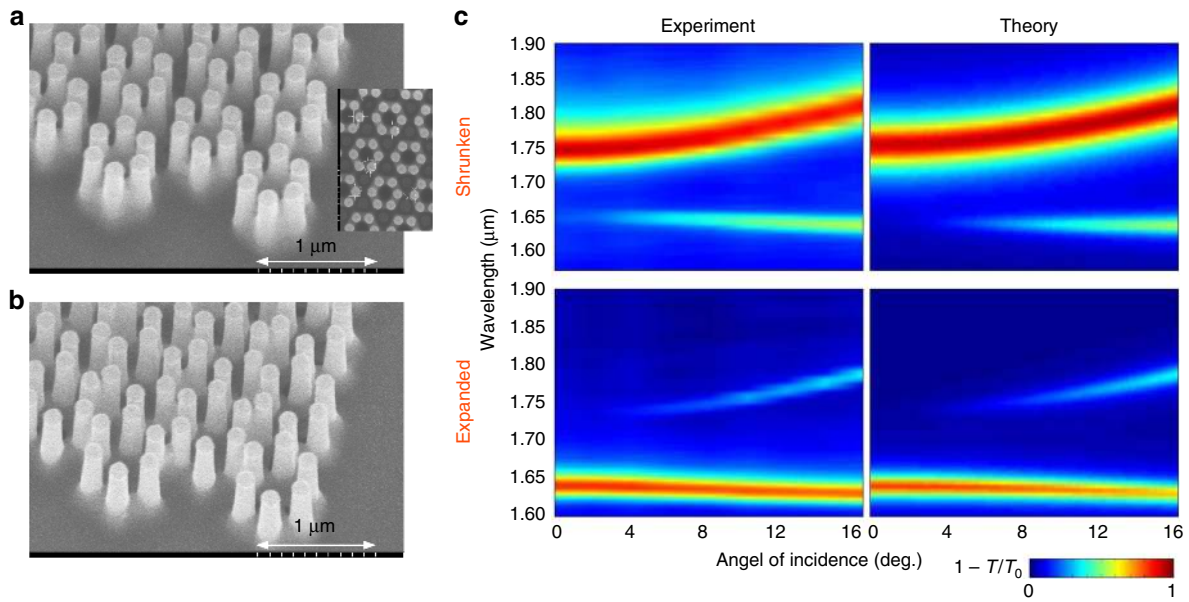 a
1 μm
b
1 μm
c
Experiment
Theory
Shrunken
Expanded
Wavelength (μm)
1.90
1.85
1.80
1.75
1.70
1.65
1.60
1.90
1.85
1.80
1.75
1.70
1.65
1.60
0 4 8 12 16 0 4 8 12 16
Angel of incidence (deg.)
1 – T/T0
0 1